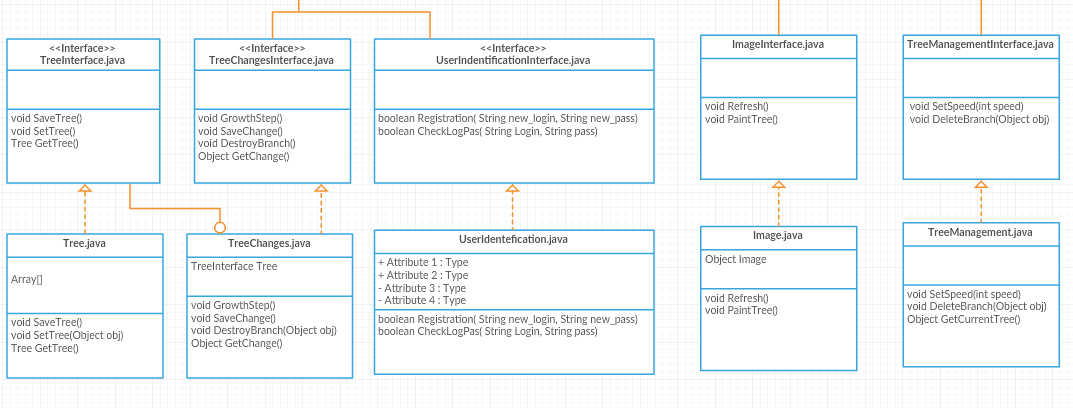 <<Interface>>
TreeInterface.java
void SaveTree()
void SetTree()
Tree GetTree()
<<Interface>>
TreeChangesInterface.java
void GrowthStep()
void SaveChange()
void DestroyBranch()
Object GetChange()
<<Interface>>
UserIndentificationInterface.java
boolean Registration( String new_login, String new_pass)
boolean CheckLogPas( String Login, String pass)
ImageInterface.java
void Refresh()
void PaintTree()
TreeManagementInterface.java
void SetSpeed(int speed)
void DeleteBranch(Object obj)
Tree.java
Array[]
void SaveTree()
void SetTree(Object obj)
Tree GetTree()
TreeChanges.java
TreeInterface Tree
void GrowthStep()
void SaveChange()
void DestroyBranch(Object obj)
Object GetChange()
UserIdentefication.java
+ Attribute 1 : Type
+ Attribute 2 : Type
- Attribute 3 : Type
- Attribute 4 : Type
boolean Registration( String new_login, String new_pass)
boolean CheckLogPas( String Login, String pass)
Image.java
Object Image
void Refresh()
void PaintTree()
TreeManagement.java
void SetSpeed(int speed)
void DeleteBranch(Object obj)
Object GetCurrentTree()